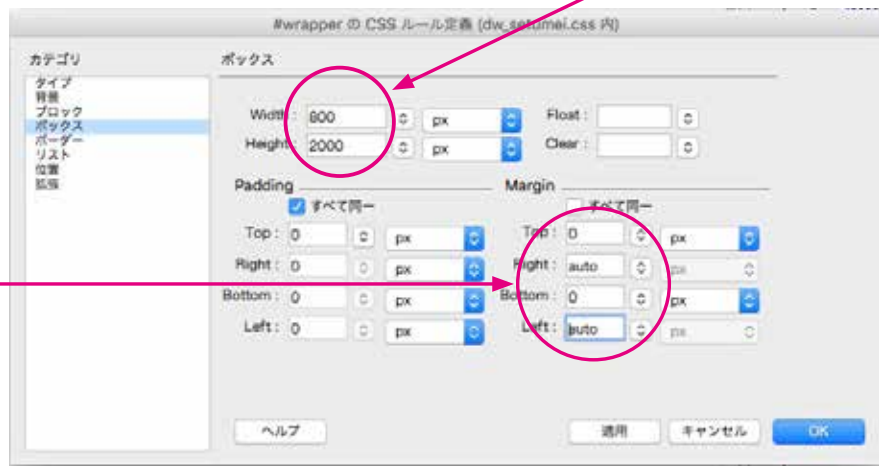 #wrapper の CSS ルール定義 (dw_setumei.css 内)
カテゴリ
タイプ
背景
ブロック
ボックス
ボーダー
リスト
位置
拡張
ボックス
Width : 800 px Float :
Height : 2000 px Clear :
Padding Margin
すべて同一 すべて同一
Top : 0 px Top : 0 px
Right : 0 px Right : auto px
Bottom : 0 px Bottom : 0 px
Left : 0 px Left : auto px
ヘルプ 適用 キャンセル OK